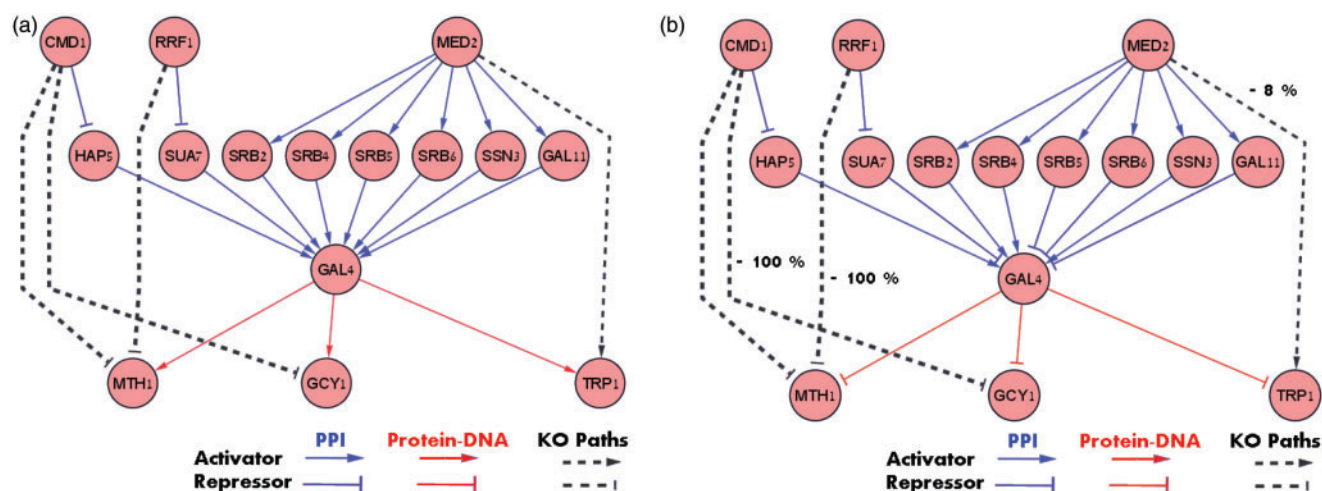 (a)
CMD1 RRF1 MED2
HAP5 SUA7 SRB2 SRB4 SRB5 SRB6 SSN3 GAL11
GAL4
MTH1 GCY1 TRP1
PPI Protein-DNA KO Paths
Activator
Repressor
(b)
CMD1 RRF1 MED2
- 8 %
HAP5 SUA7 SRB2 SRB4 SRB5 SRB6 SSN3 GAL11
- 100 %
- 100 %
GAL4
MTH1 GCY1 TRP1
PPI Protein-DNA KO Paths
Activator
Repressor